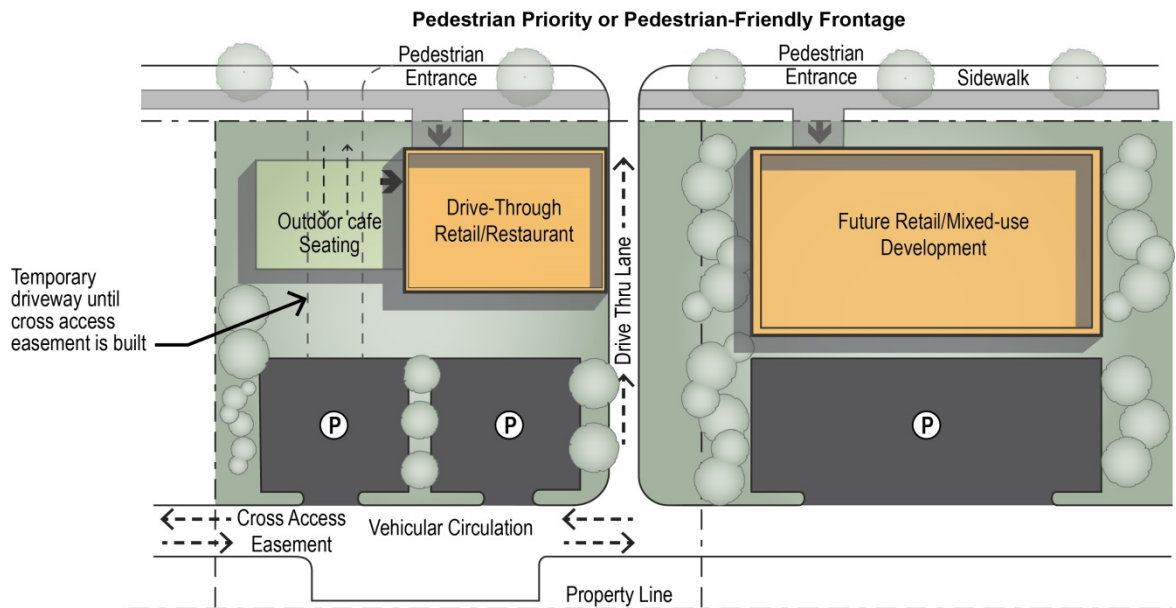 Pedestrian Priority or Pedestrian-Friendly Frontage
Pedestrian
Entrance
Pedestrian
Entrance
Sidewalk
Outdoor cafe
Seating
Drive-Through
Retail/Restaurant
Drive Thru Lane
Future Retail/Mixed-use
Development
Temporary
driveway until
cross access
easement is built
P
P
P
Cross Access
Easement
Vehicular Circulation
Property Line